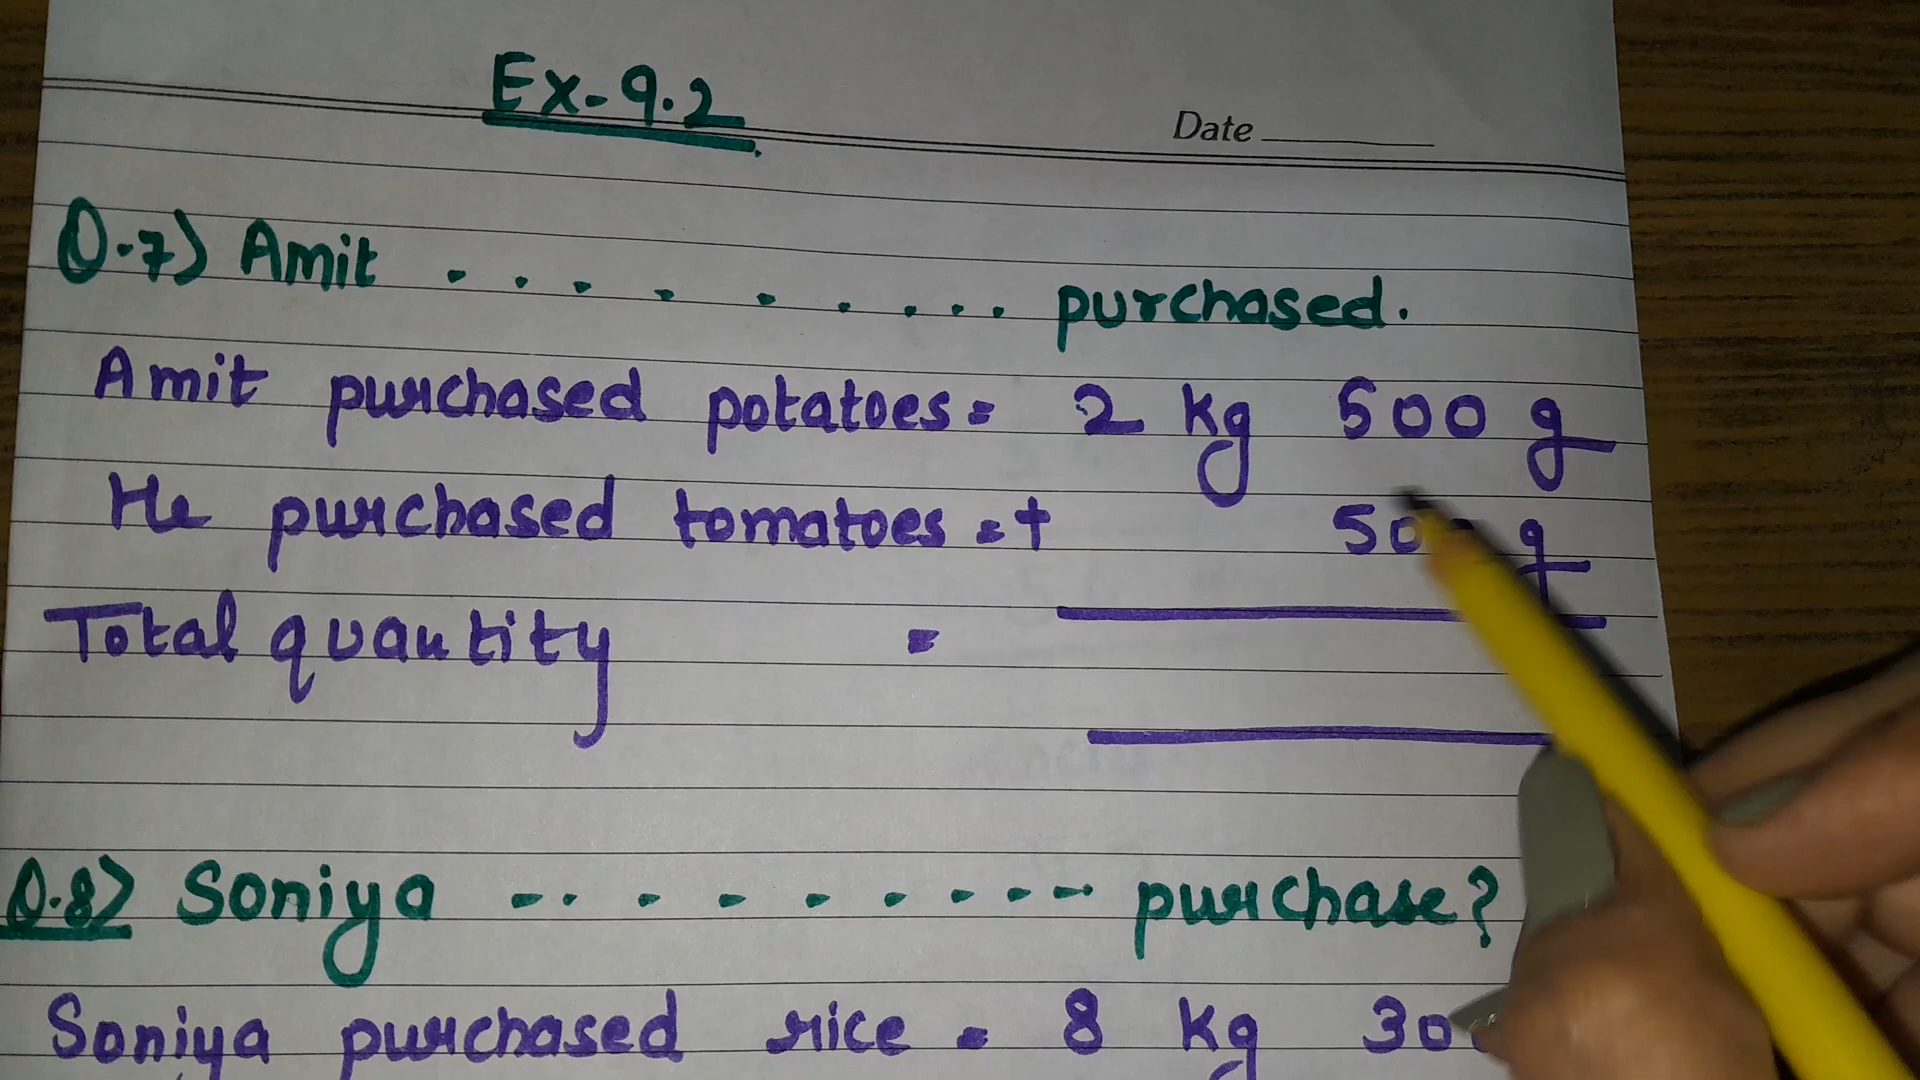 Ex-9.2
Date
Q.7) Amit . . . . . . . . . purchased.
Amit purchased potatoes = 2 kg 500 g
He purchased tomatoes = + g
Total quantity =
Q.8) Soniya - . . - - - - - - - purchase?
Soniya purchased rice = 8 kg